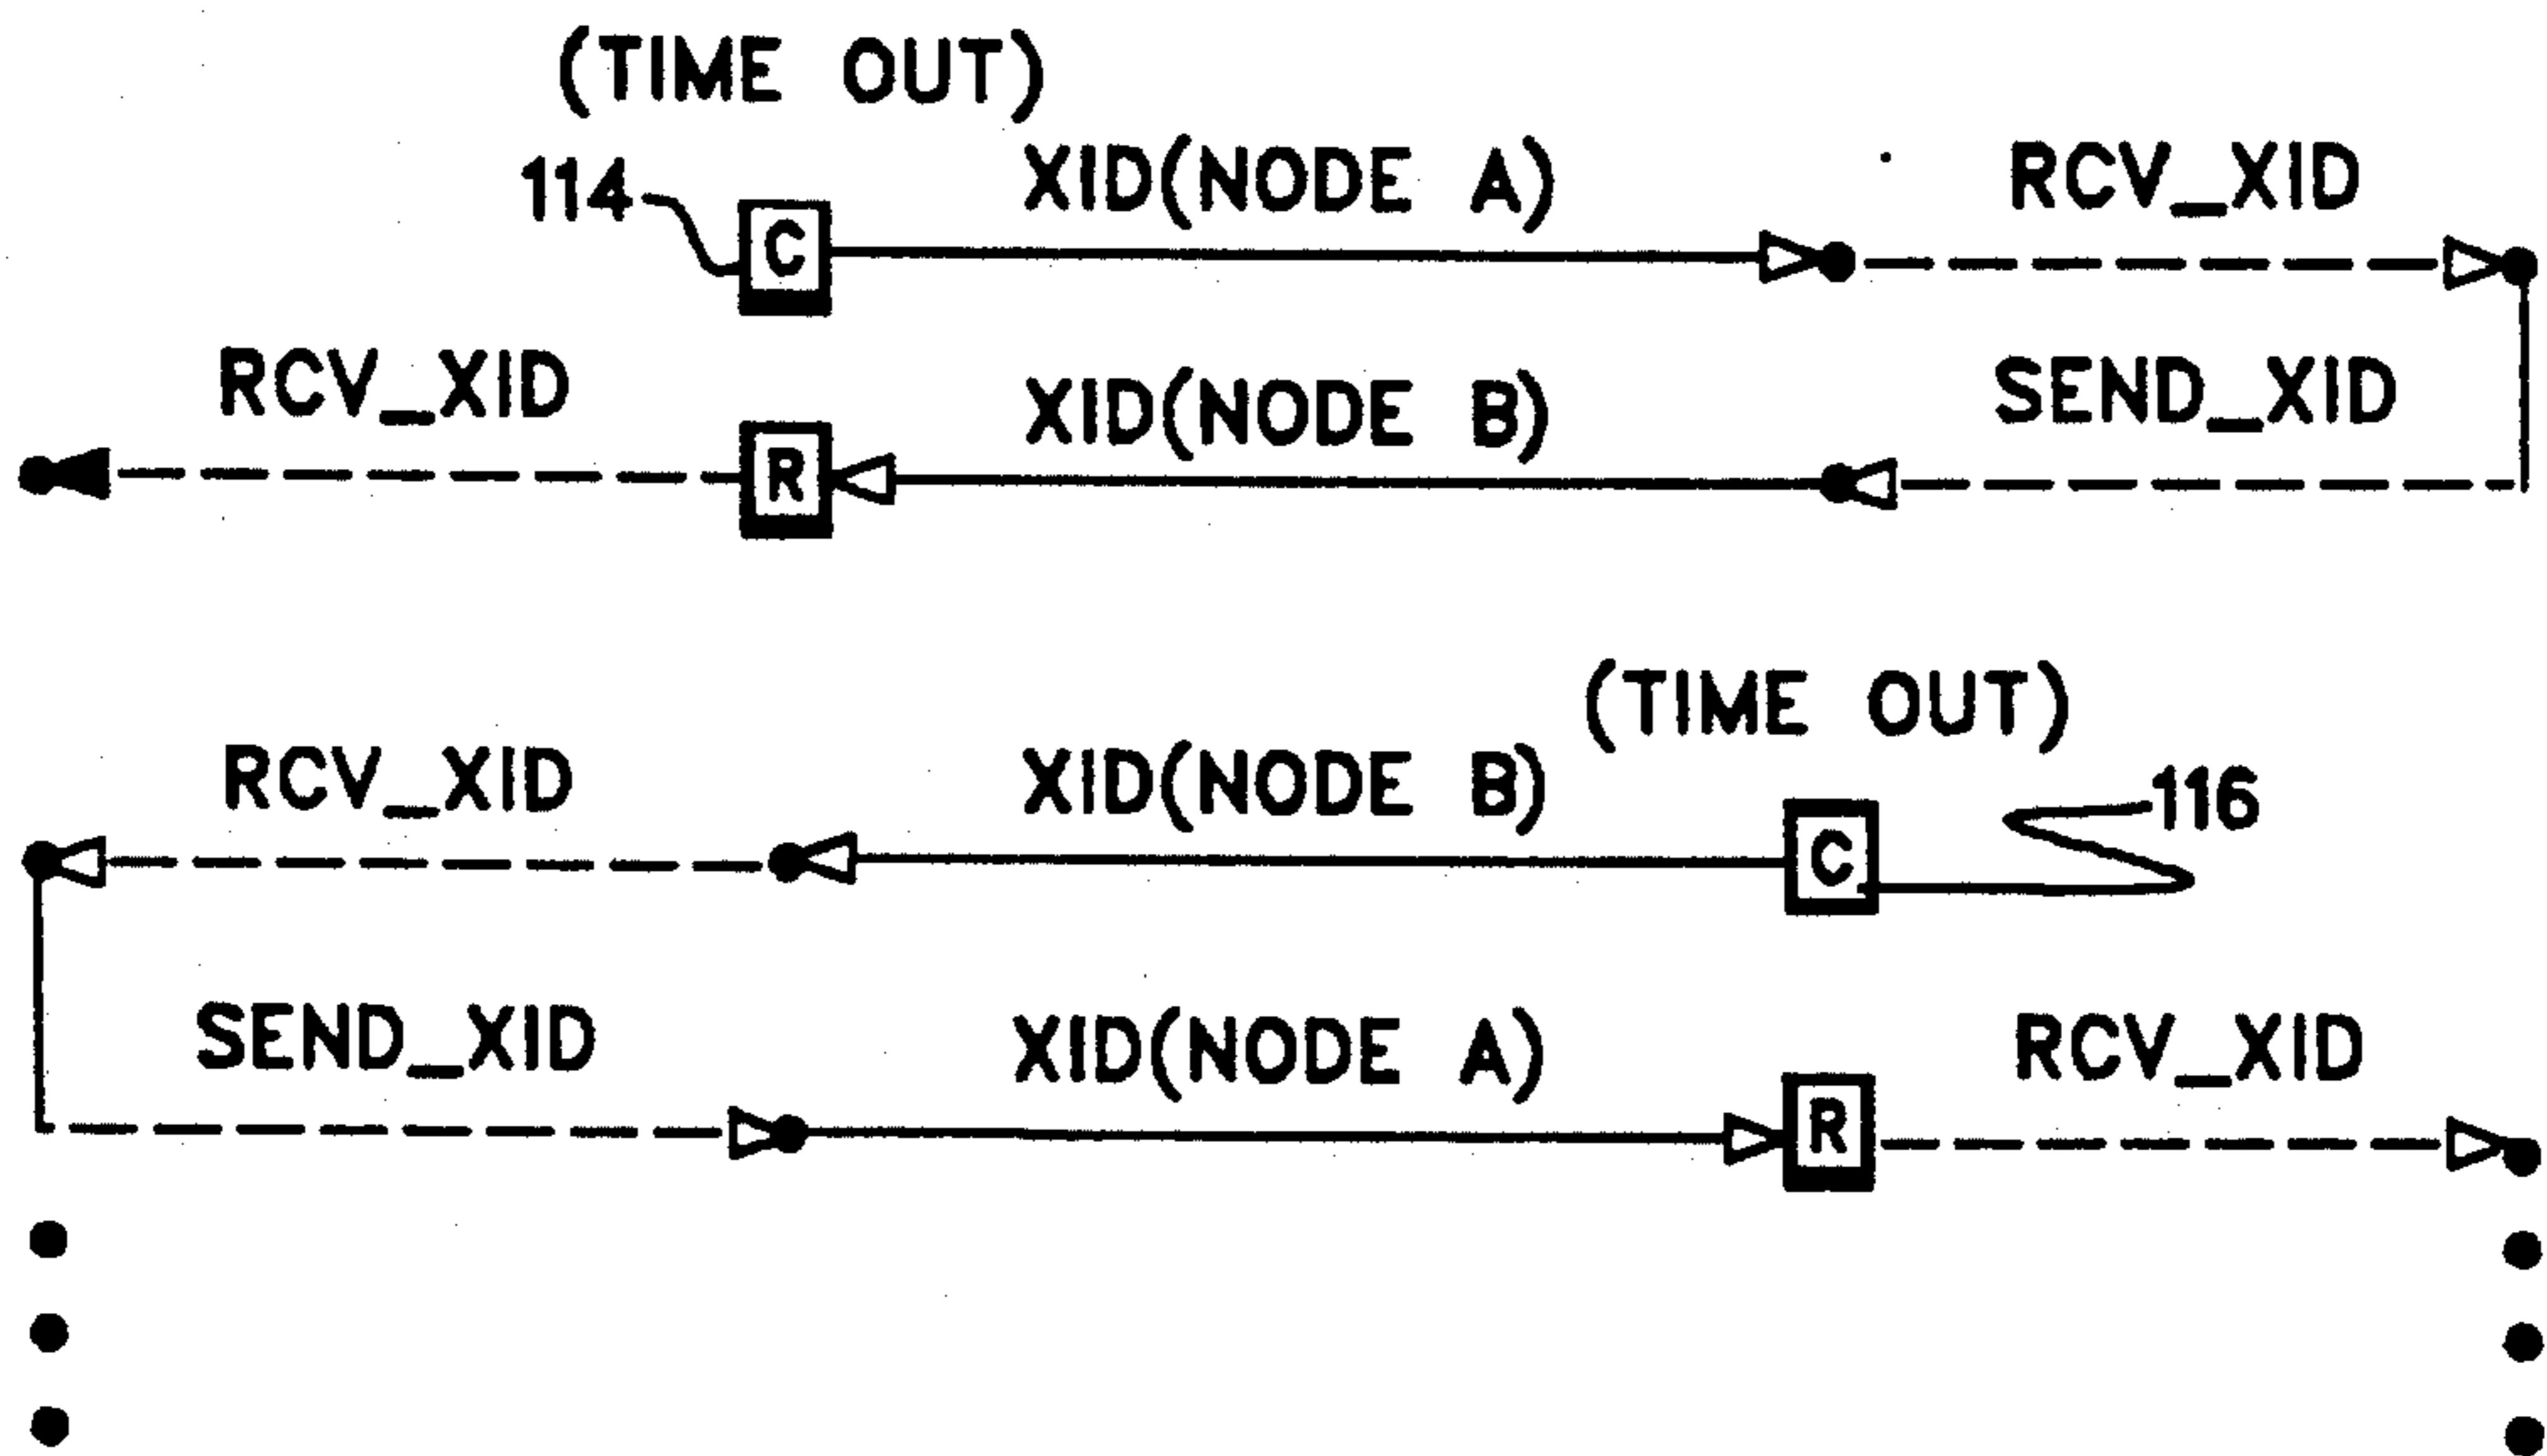 (TIME OUT)
114 C XID(NODE A) RCV_XID
RCV_XID R XID(NODE B) SEND_XID
(TIME OUT)
RCV_XID XID(NODE B) C 116
SEND_XID XID(NODE A) R RCV_XID